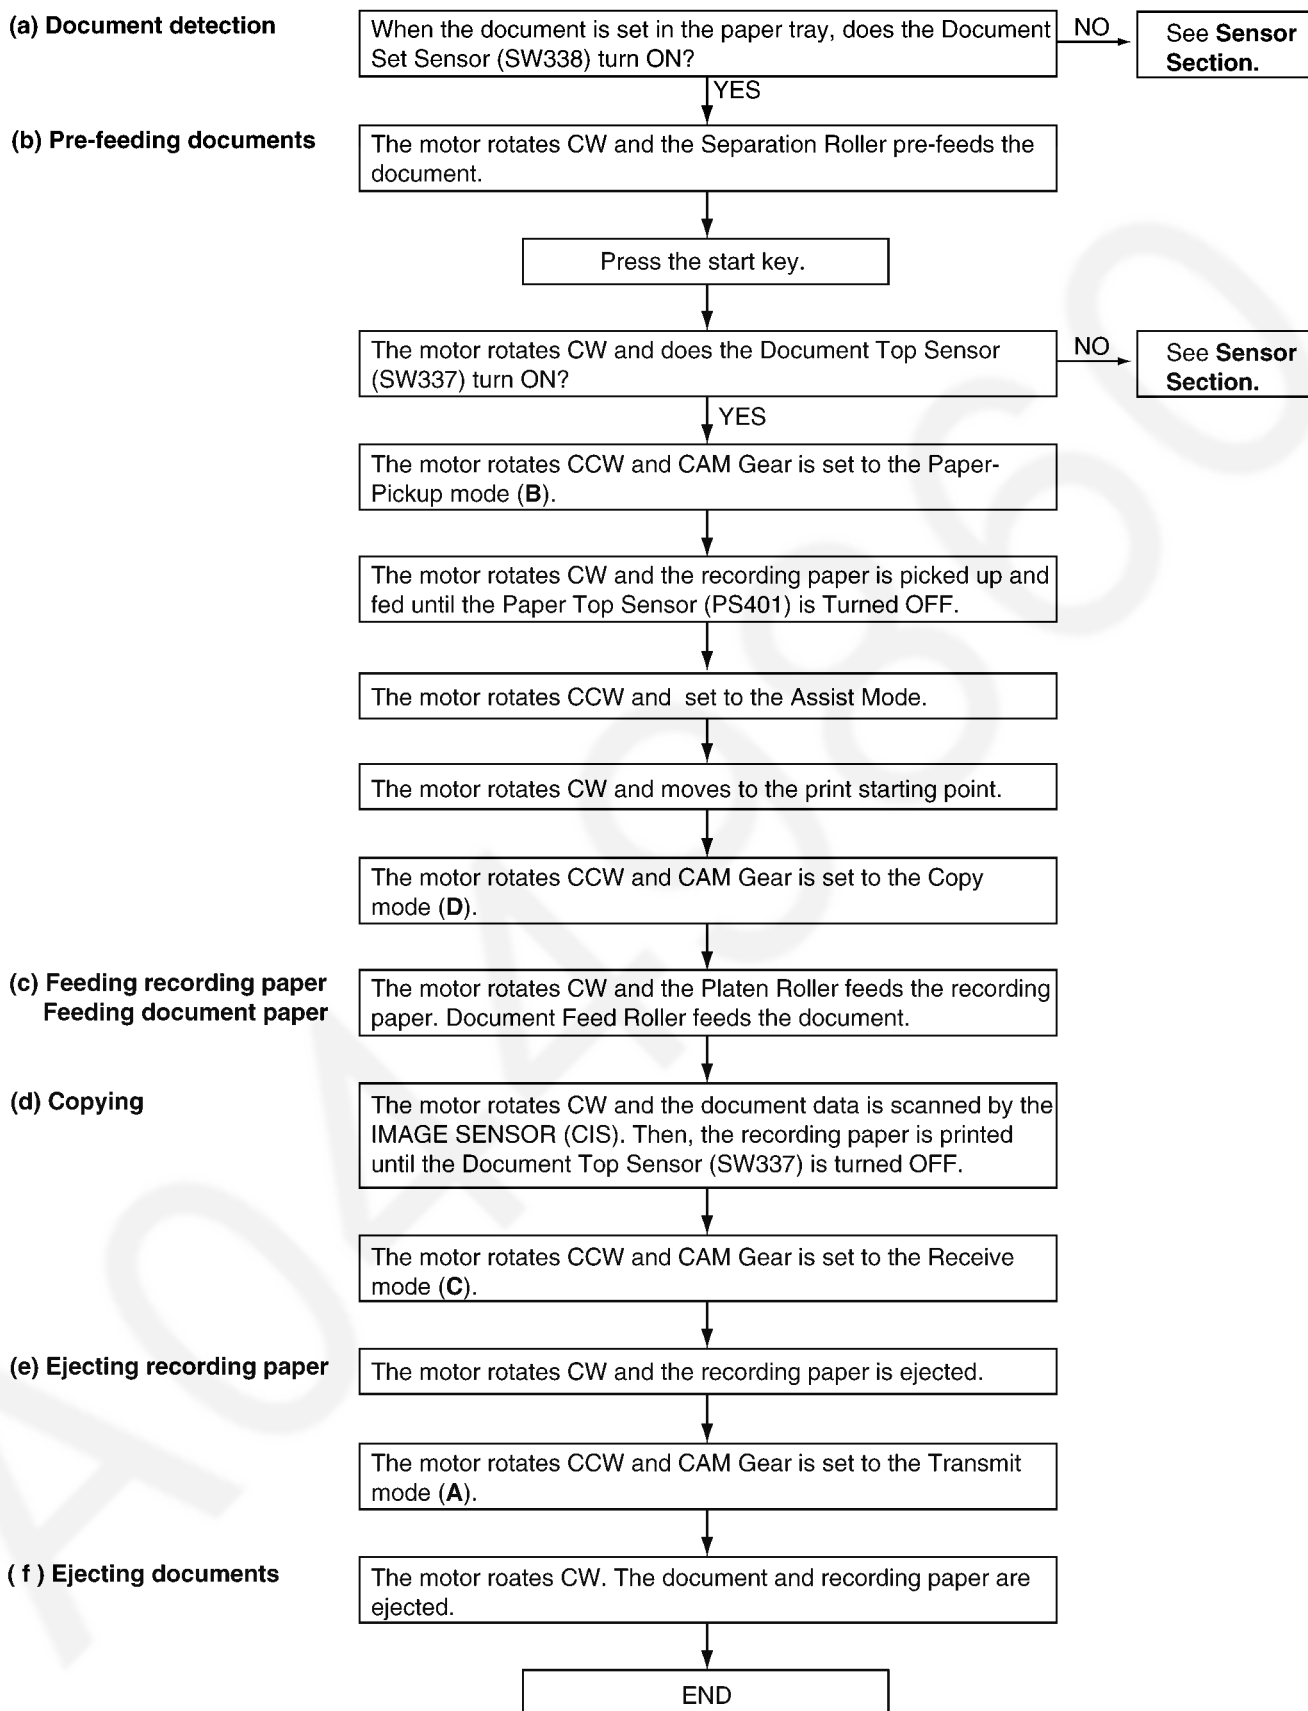 (a) Document detection
When the document is set in the paper tray, does the Document
Set Sensor (SW338) turn ON?
NO
See Sensor
Section.
YES
(b) Pre-feeding documents
The motor rotates CW and the Separation Roller pre-feeds the
document.
Press the start key.
The motor rotates CW and does the Document Top Sensor
(SW337) turn ON?
NO
See Sensor
Section.
YES
The motor rotates CCW and CAM Gear is set to the Paper-
Pickup mode (B).
The motor rotates CW and the recording paper is picked up and
fed until the Paper Top Sensor (PS401) is Turned OFF.
The motor rotates CCW and  set to the Assist Mode.
The motor rotates CW and moves to the print starting point.
The motor rotates CCW and CAM Gear is set to the Copy
mode (D).
(c) Feeding recording paper
Feeding document paper
The motor rotates CW and the Platen Roller feeds the recording
paper. Document Feed Roller feeds the document.
(d) Copying
The motor rotates CW and the document data is scanned by the
IMAGE SENSOR (CIS). Then, the recording paper is printed
until the Document Top Sensor (SW337) is turned OFF.
The motor rotates CCW and CAM Gear is set to the Receive
mode (C).
(e) Ejecting recording paper
The motor rotates CW and the recording paper is ejected.
The motor rotates CCW and CAM Gear is set to the Transmit
mode (A).
( f ) Ejecting documents
The motor roates CW. The document and recording paper are
ejected.
END
A0449860